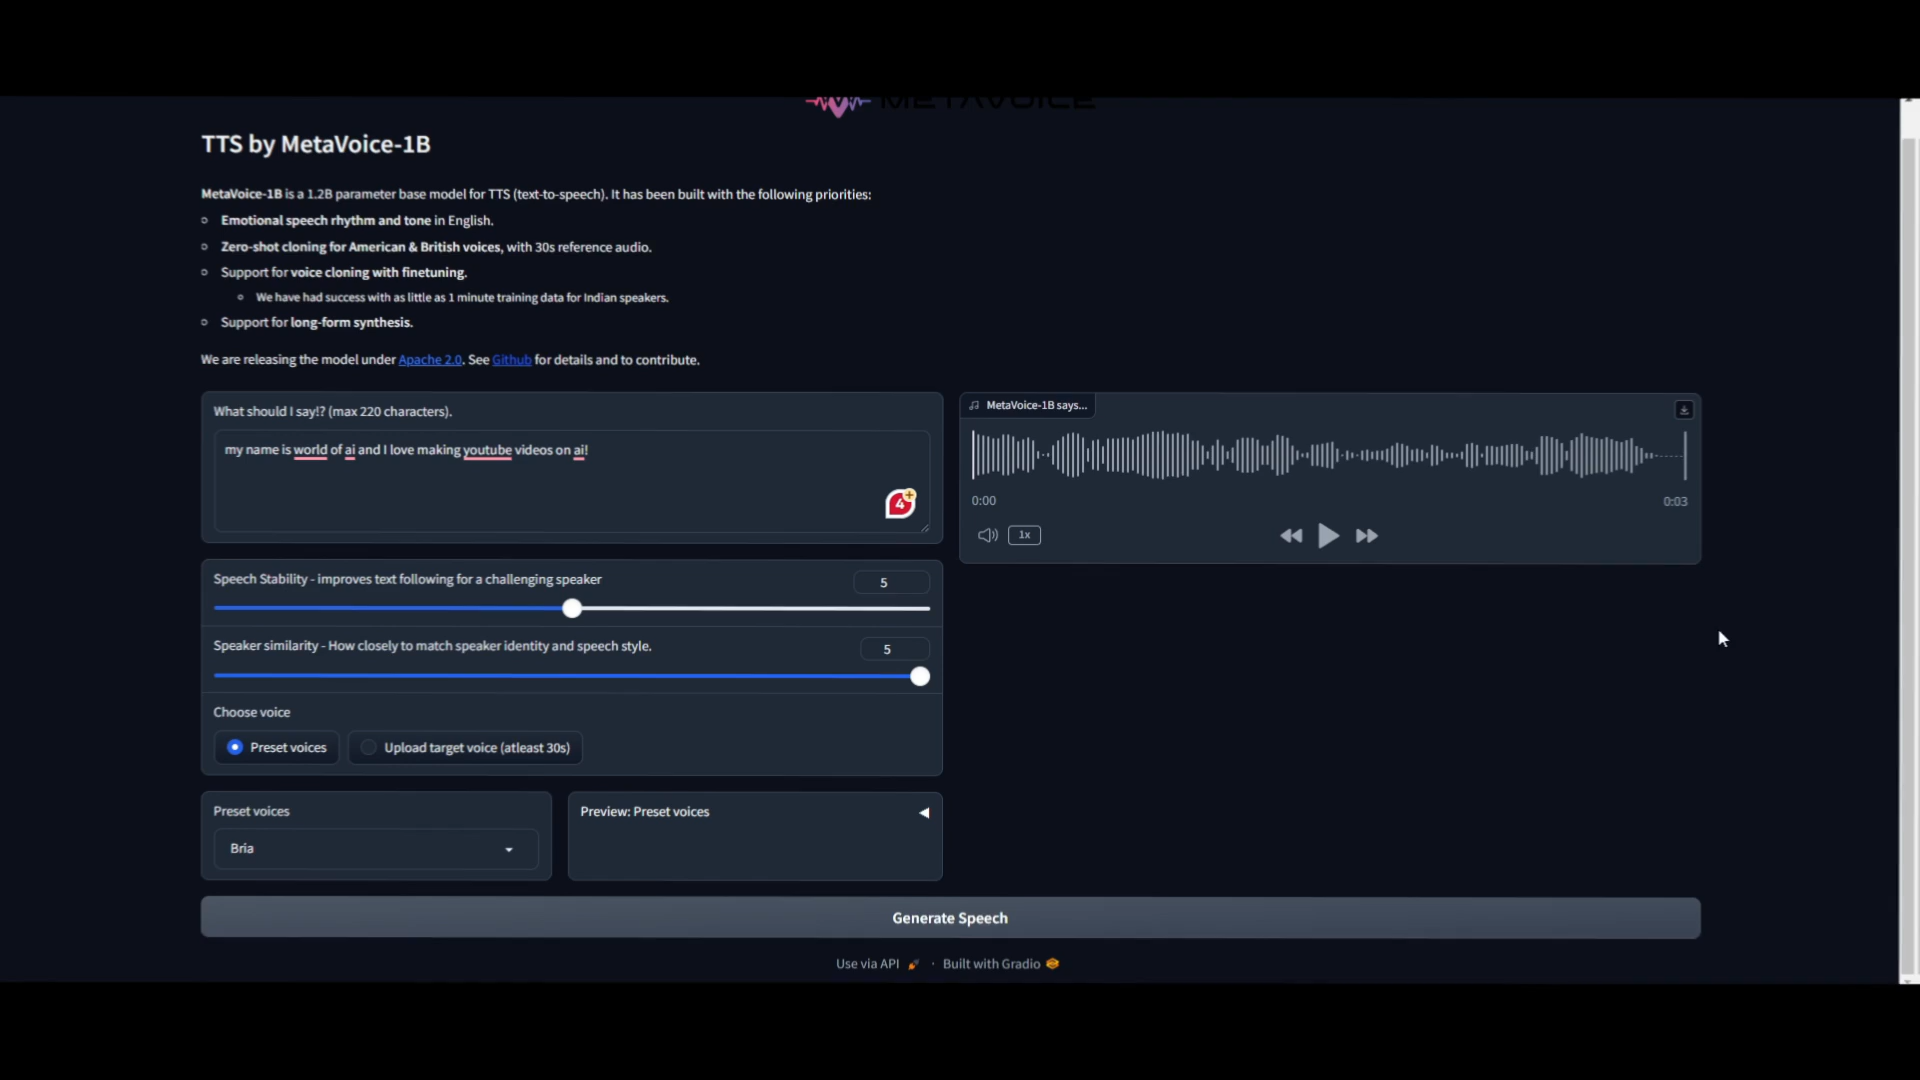 METAVOICE
TTS by MetaVoice-1B
MetaVoice-1B is a 1.2B parameter base model for TTS (text-to-speech). It has been built with the following priorities:
Emotional speech rhythm and tone in English.
Zero-shot cloning for American & British voices, with 30s reference audio.
Support for voice cloning with finetuning.
We have had success with as little as 1 minute training data for Indian speakers.
Support for long-form synthesis.
We are releasing the model under Apache 2.0. See Github for details and to contribute.
What should I say!? (max 220 characters).
my name is world of ai and I love making youtube videos on ai!
4
MetaVoice-1B says...
0:00
0:03
1x
Speech Stability - improves text following for a challenging speaker
5
Speaker similarity - How closely to match speaker identity and speech style.
5
Choose voice
Preset voices
Upload target voice (atleast 30s)
Preset voices
Bria
Preview: Preset voices
Generate Speech
Use via API · Built with Gradio